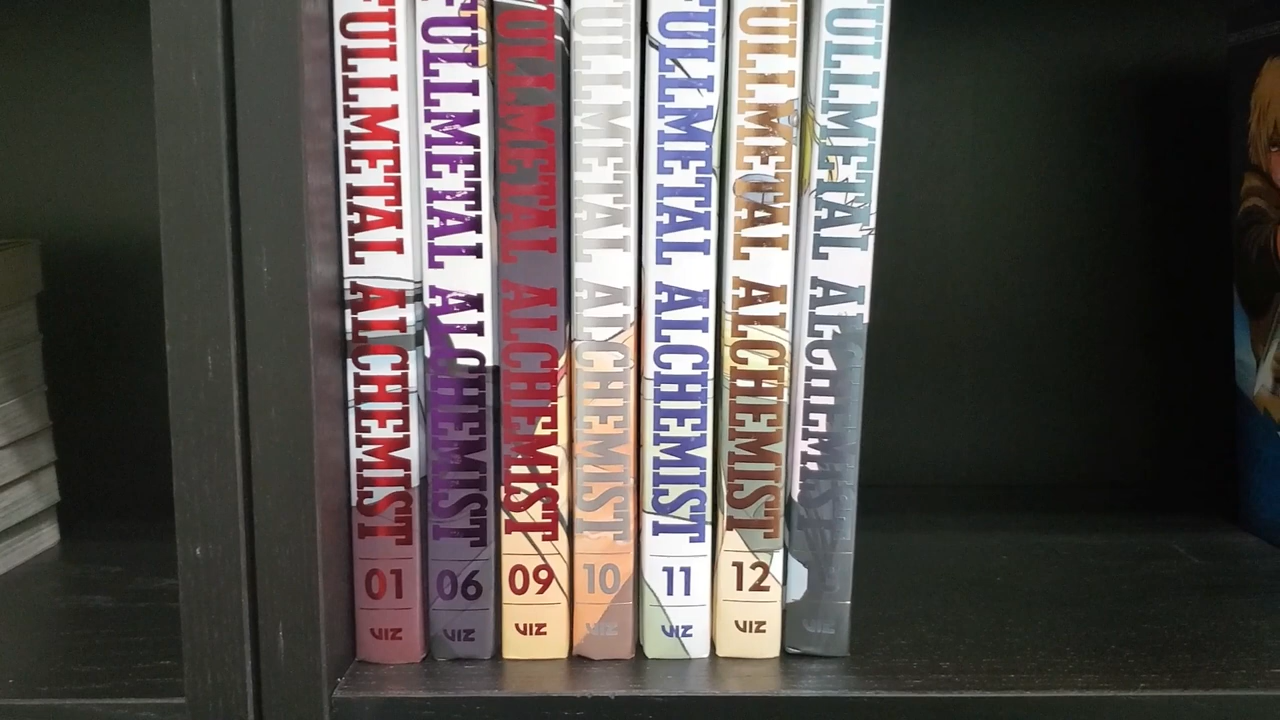 FULLMETAL ALCHEMIST 01 VIZ
FULLMETAL ALCHEMIST 06 VIZ
FULLMETAL ALCHEMIST 09 VIZ
FULLMETAL ALCHEMIST 10 VIZ
FULLMETAL ALCHEMIST 11 VIZ
FULLMETAL ALCHEMIST 12 VIZ
FULLMETAL ALCHEMIST VIZ